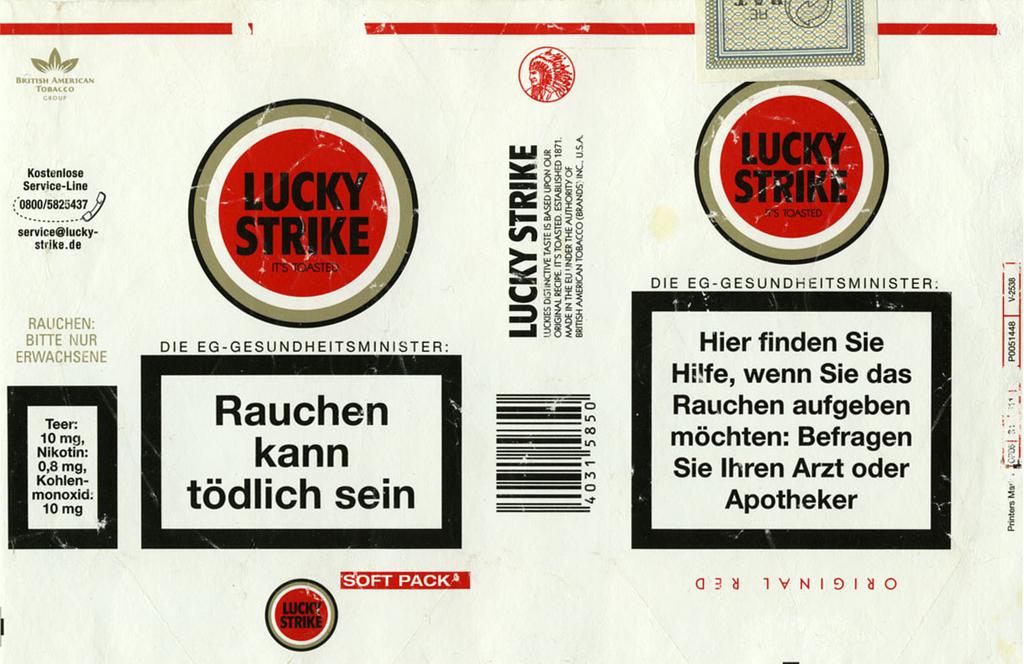 BRITISH AMERICAN
TOBACCO
GROUP
Kostenlose
Service-Line
0800/5825437
service@lucky-
strike.de
RAUCHEN:
BITTE NUR
ERWACHSENE
Teer:
10 mg,
Nikotin:
0,8 mg,
Kohlen-
monoxid:
10 mg
LUCKY
STRIKE
IT'S TOASTED
DIE EG-GESUNDHEITSMINISTER:
Rauchen
kann
tödlich sein
SOFT PACK
LUCKY
STRIKE
LUCKY STRIKE
LUCKIES DISTINCTIVE TASTE IS BASED UPON OUR
ORIGINAL RECIPE. IT'S TOASTED. ESTABLISHED 1871.
MADE IN THE EU UNDER THE AUTHORITY OF
BRITISH AMERICAN TOBACCO (BRANDS) INC., U.S.A.
40315850
LUCKY
STRIKE
IT'S TOASTED
DIE EG-GESUNDHEITSMINISTER:
Hier finden Sie
Hilfe, wenn Sie das
Rauchen aufgeben
möchten: Befragen
Sie Ihren Arzt oder
Apotheker
ORIGINAL RED
Printers
P0051448
V-2538